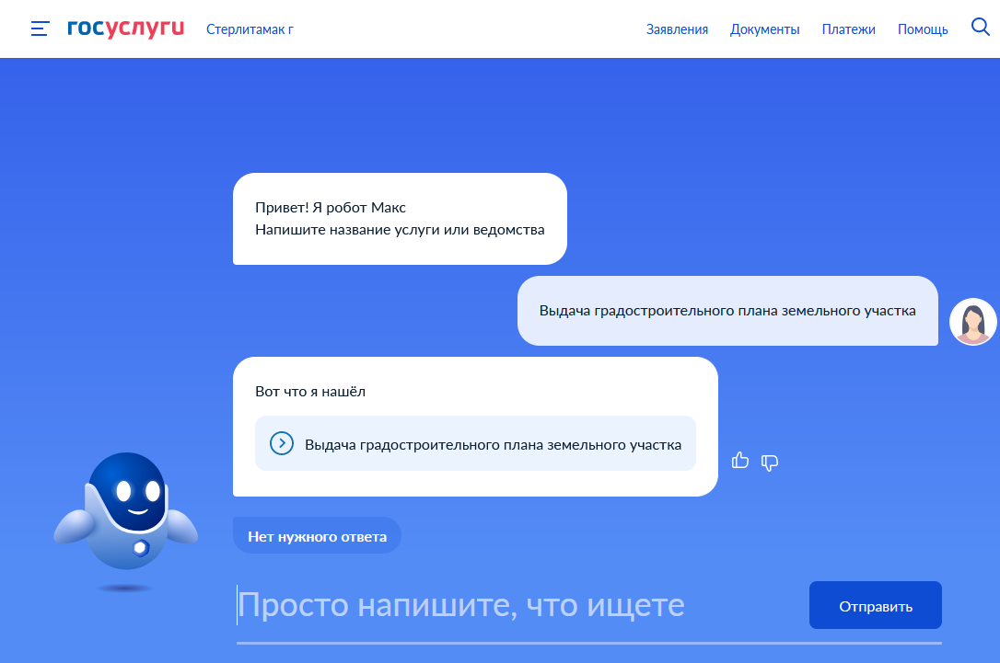 госуслуги Стерлитамак г Заявления Документы Платежи Помощь
Привет! Я робот Макс
Напишите название услуги или ведомства
Выдача градостроительного плана земельного участка
Вот что я нашёл
Выдача градостроительного плана земельного участка
Нет нужного ответа
Просто напишите, что ищете
Отправить